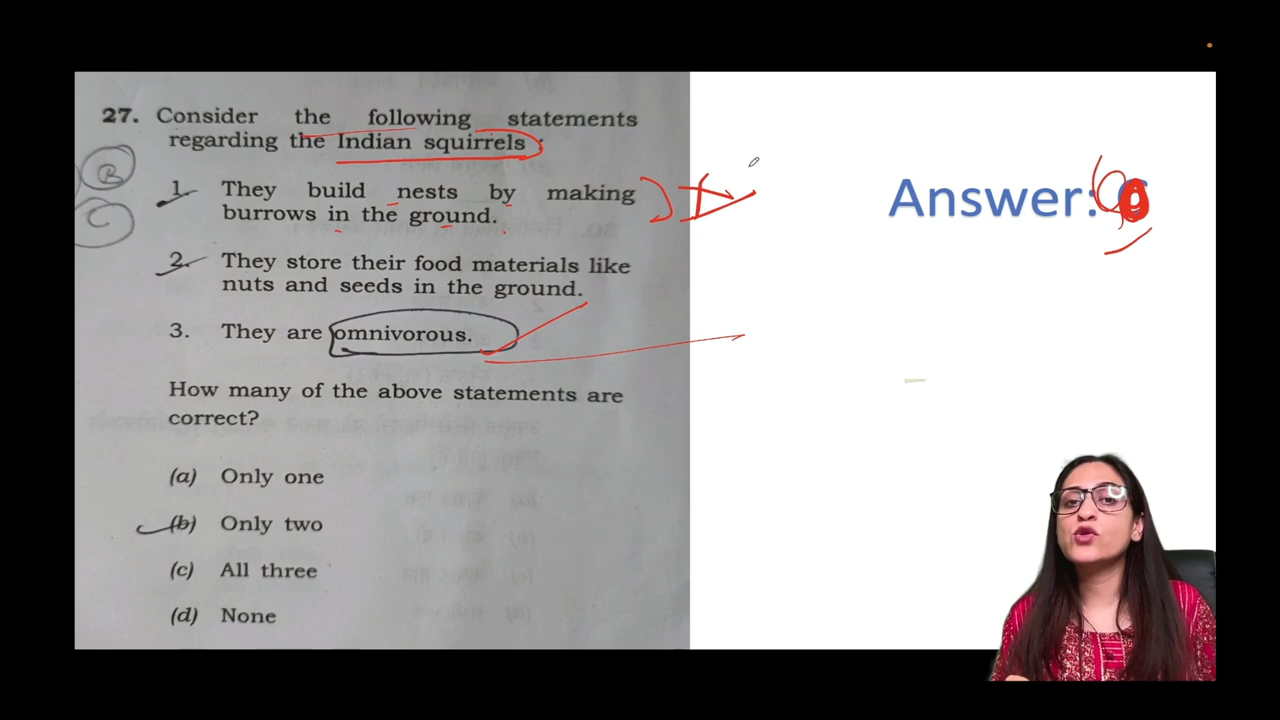 27. Consider the following statements
regarding the Indian squirrels :
1. They build nests by making
burrows in the ground.
2. They store their food materials like
nuts and seeds in the ground.
3. They are omnivorous.
How many of the above statements are
correct?
(a) Only one
(b) Only two
(c) All three
(d) None
B
C
Answer: